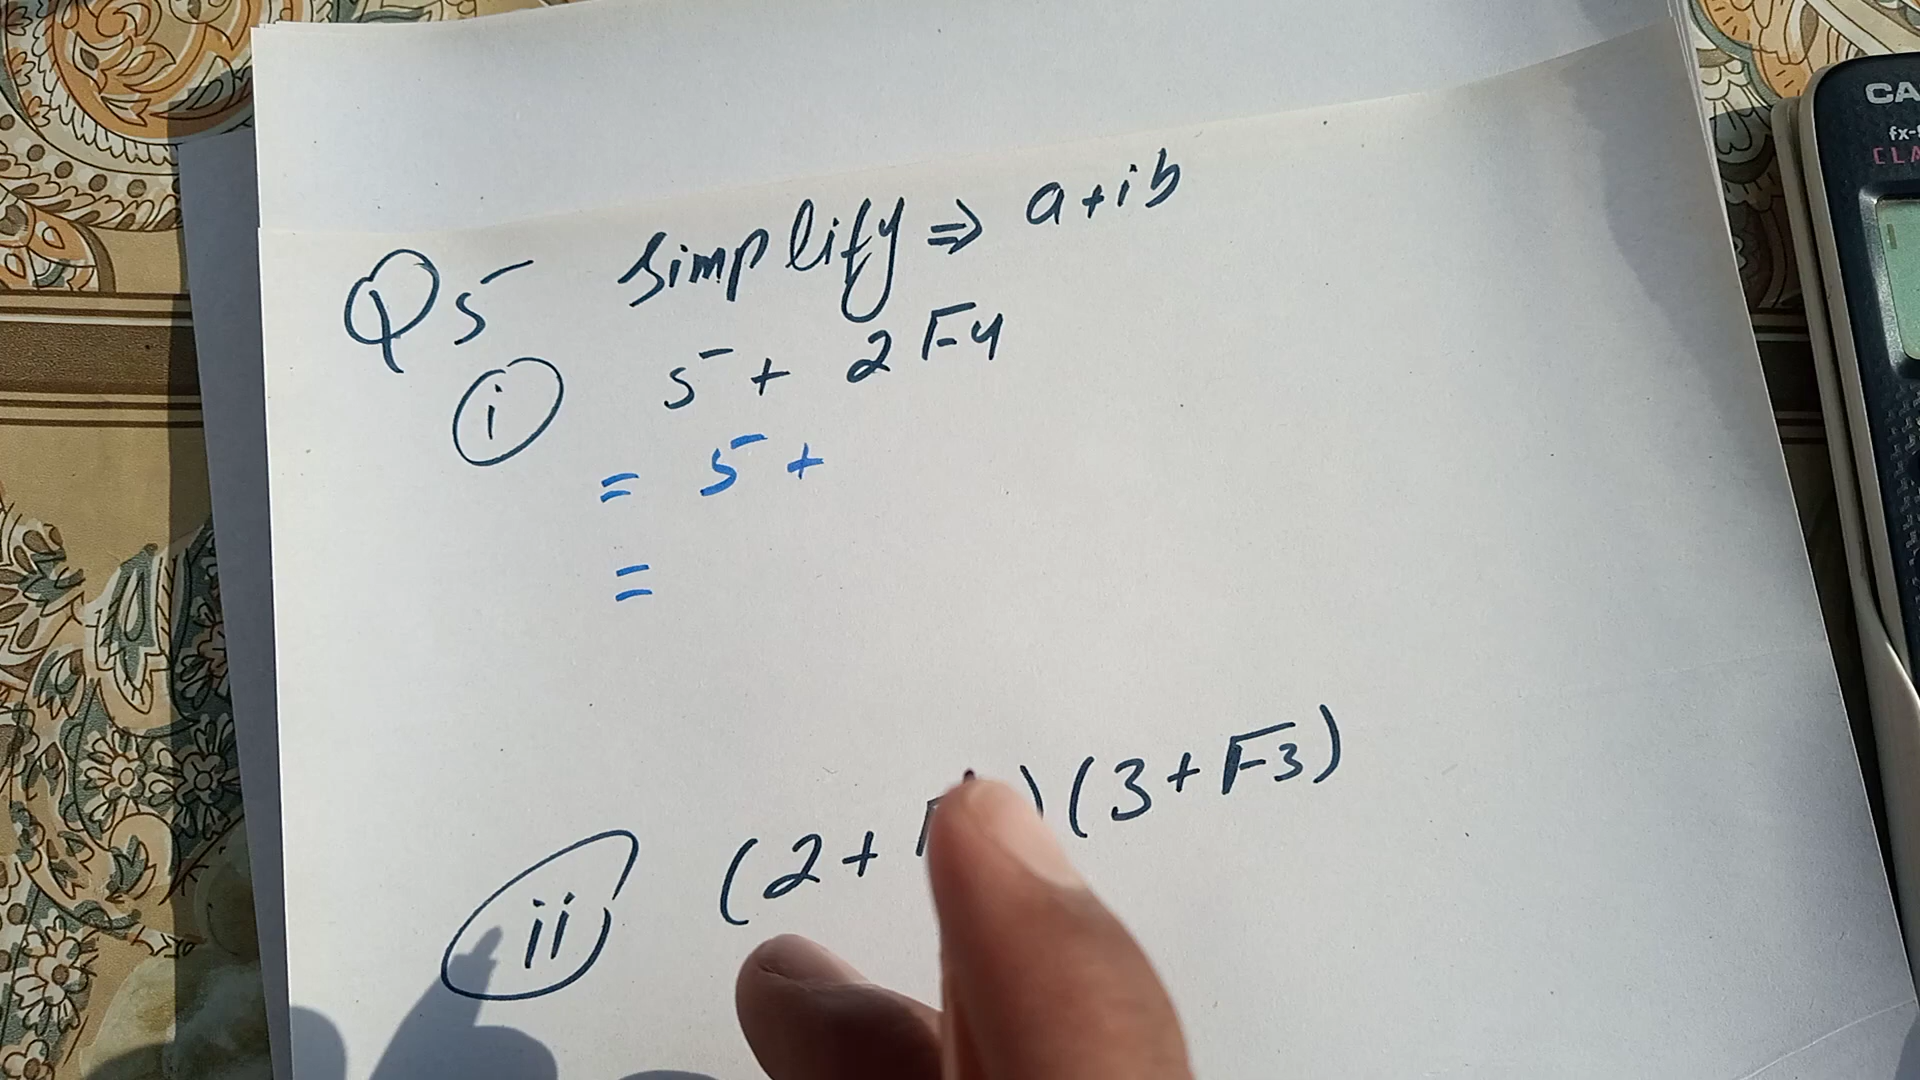 Q5 Simplify ⇒ a+ib
i 5 + 2√-4
= 5 +
=
ii (2 + √ ) (3 + √-3)
CA
fx-
CLA